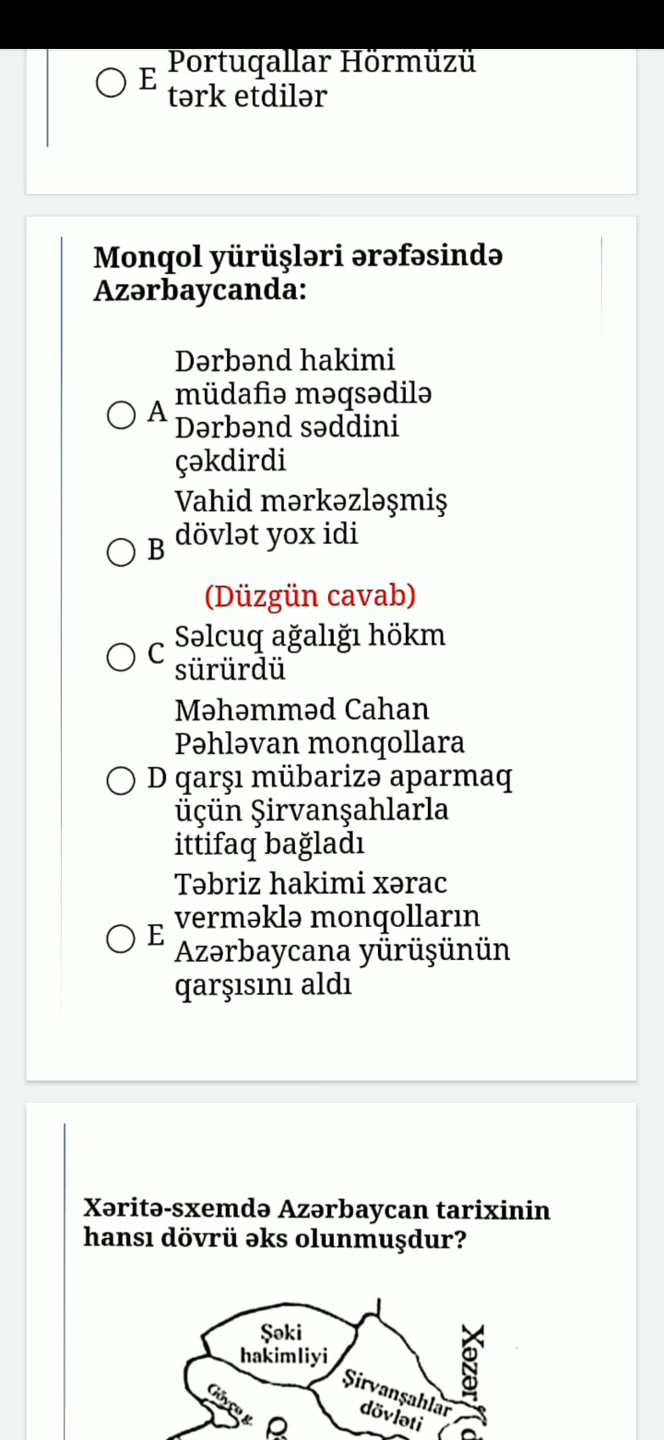 Portuqallar Hörmüzü
E
tərk etdilər
Monqol yürüşləri ərəfəsində
Azərbaycanda:
Dərbənd hakimi
müdafiə məqsədilə
A
Dərbənd səddini
çəkdirdi
Vahid mərkəzləşmiş
dövlət yox idi
B
(Düzgün cavab)
Səlcuq ağalığı hökm
C
sürürdü
Məhəmməd Cahan
Pəhləvan monqollara
D qarşı mübarizə aparmaq
üçün Şirvanşahlarla
ittifaq bağladı
Təbriz hakimi xərac
verməklə monqolların
E
Azərbaycana yürüşünün
qarşısını aldı
Xəritə-sxemdə Azərbaycan tarixinin
hansı dövrü əks olunmuşdur?
Şəki
hakimliyi
Xəzər
Şirvanşahlar
dövləti
Göyçə g.